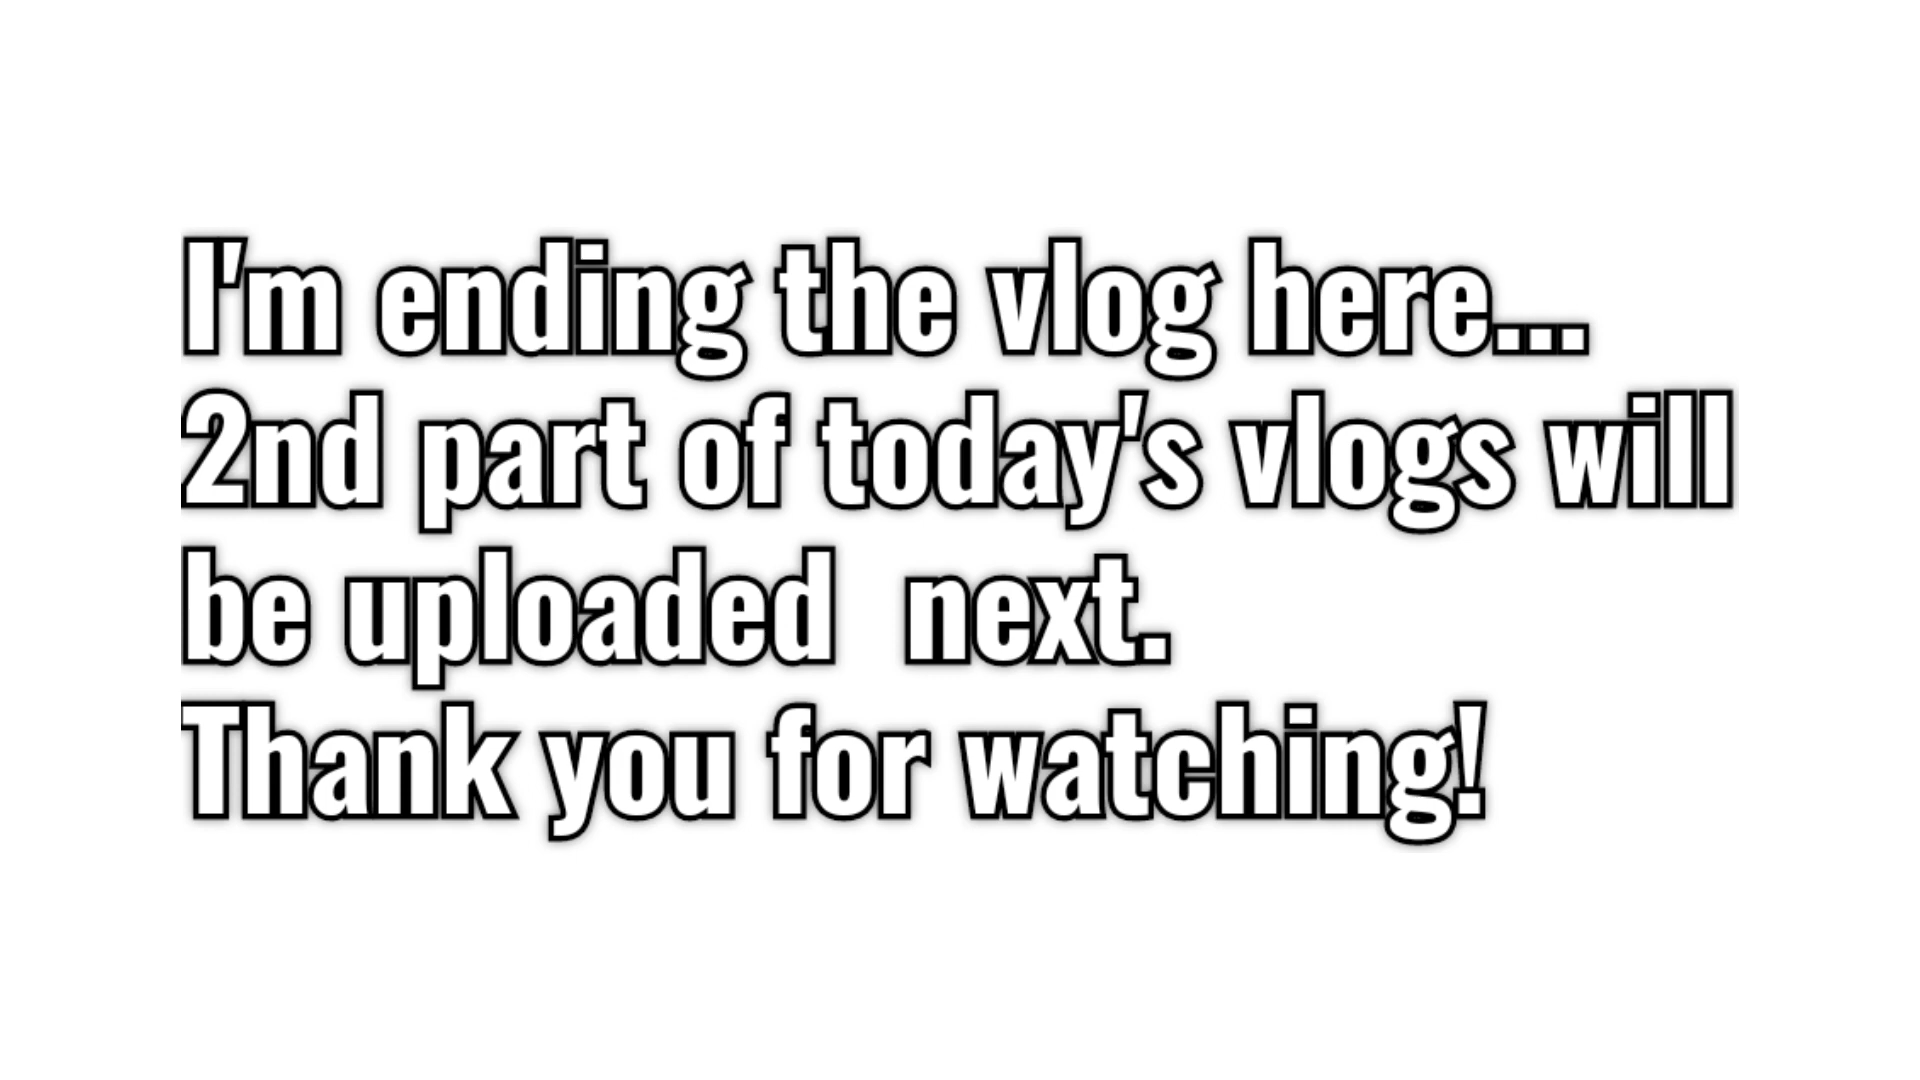 I'm ending the vlog here...
2nd part of today's vlogs will
be uploaded  next.
Thank you for watching!